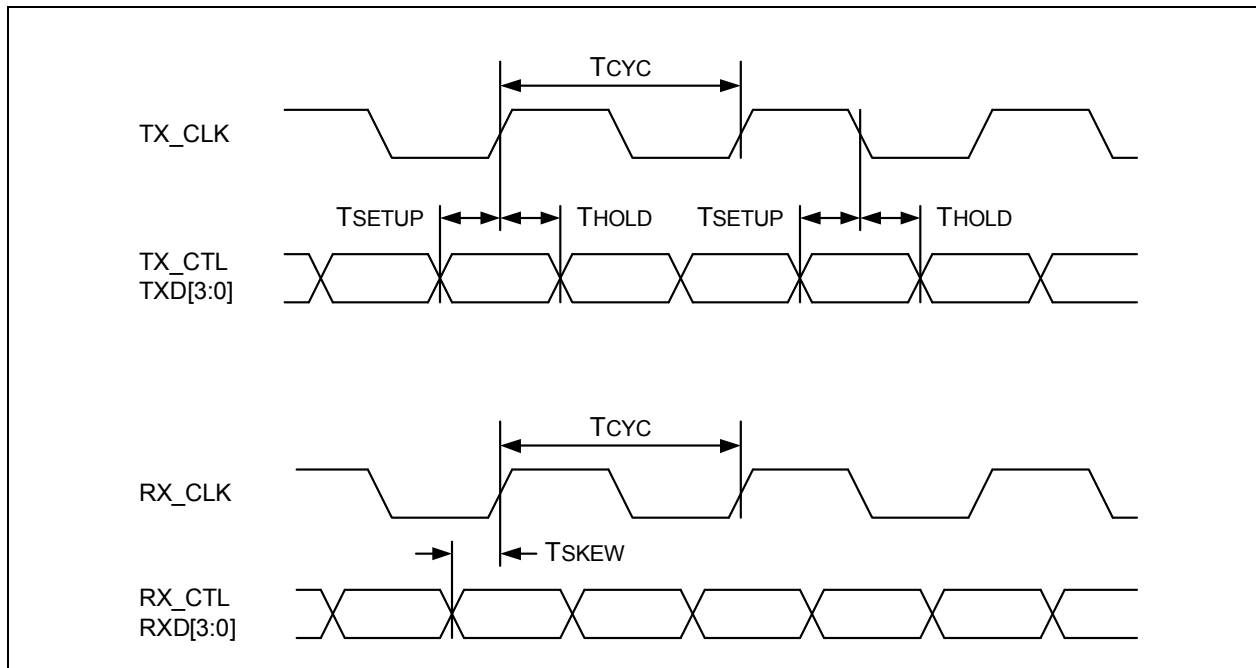 TCYC
TX_CLK
TSETUP THOLD TSETUP THOLD
TX_CTL
TXD[3:0]
TCYC
RX_CLK
TSKEW
RX_CTL
RXD[3:0]